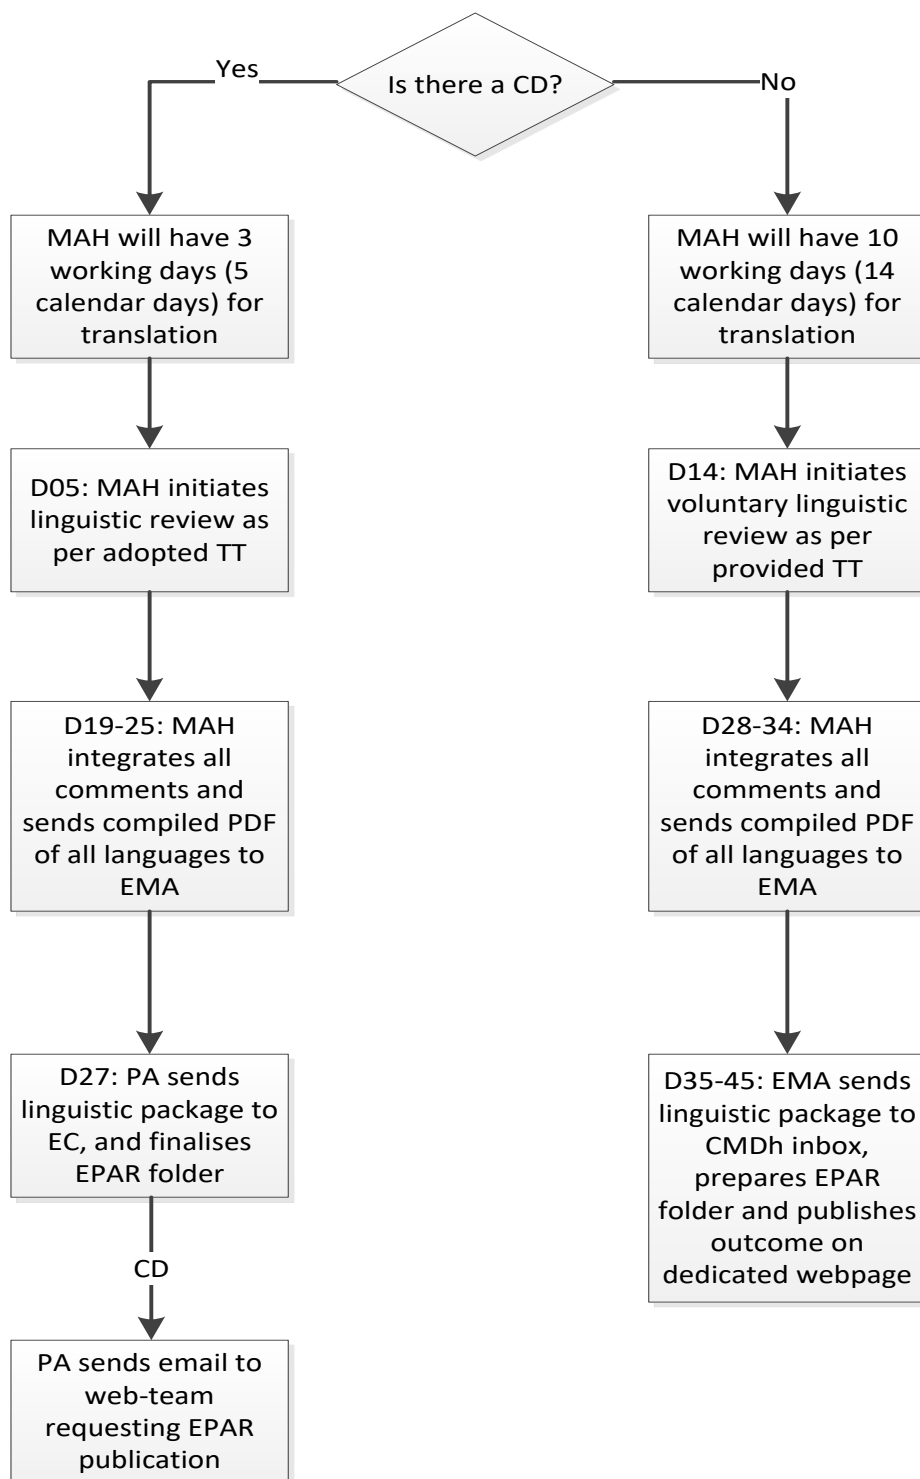 Is there a CD?
Yes
No
MAH will have 3
working days (5
calendar days) for
translation
MAH will have 10
working days (14
calendar days) for
translation
D05: MAH initiates
linguistic review as
per adopted TT
D14: MAH initiates
voluntary linguistic
review as per
provided TT
D19-25: MAH
integrates all
comments and
sends compiled PDF
of all languages to
EMA
D28-34: MAH
integrates all
comments and
sends compiled PDF
of all languages to
EMA
D27: PA sends
linguistic package to
EC, and finalises
EPAR folder
D35-45: EMA sends
linguistic package to
CMDh inbox,
prepares EPAR
folder and publishes
outcome on
dedicated webpage
CD
PA sends email to
web-team
requesting EPAR
publication